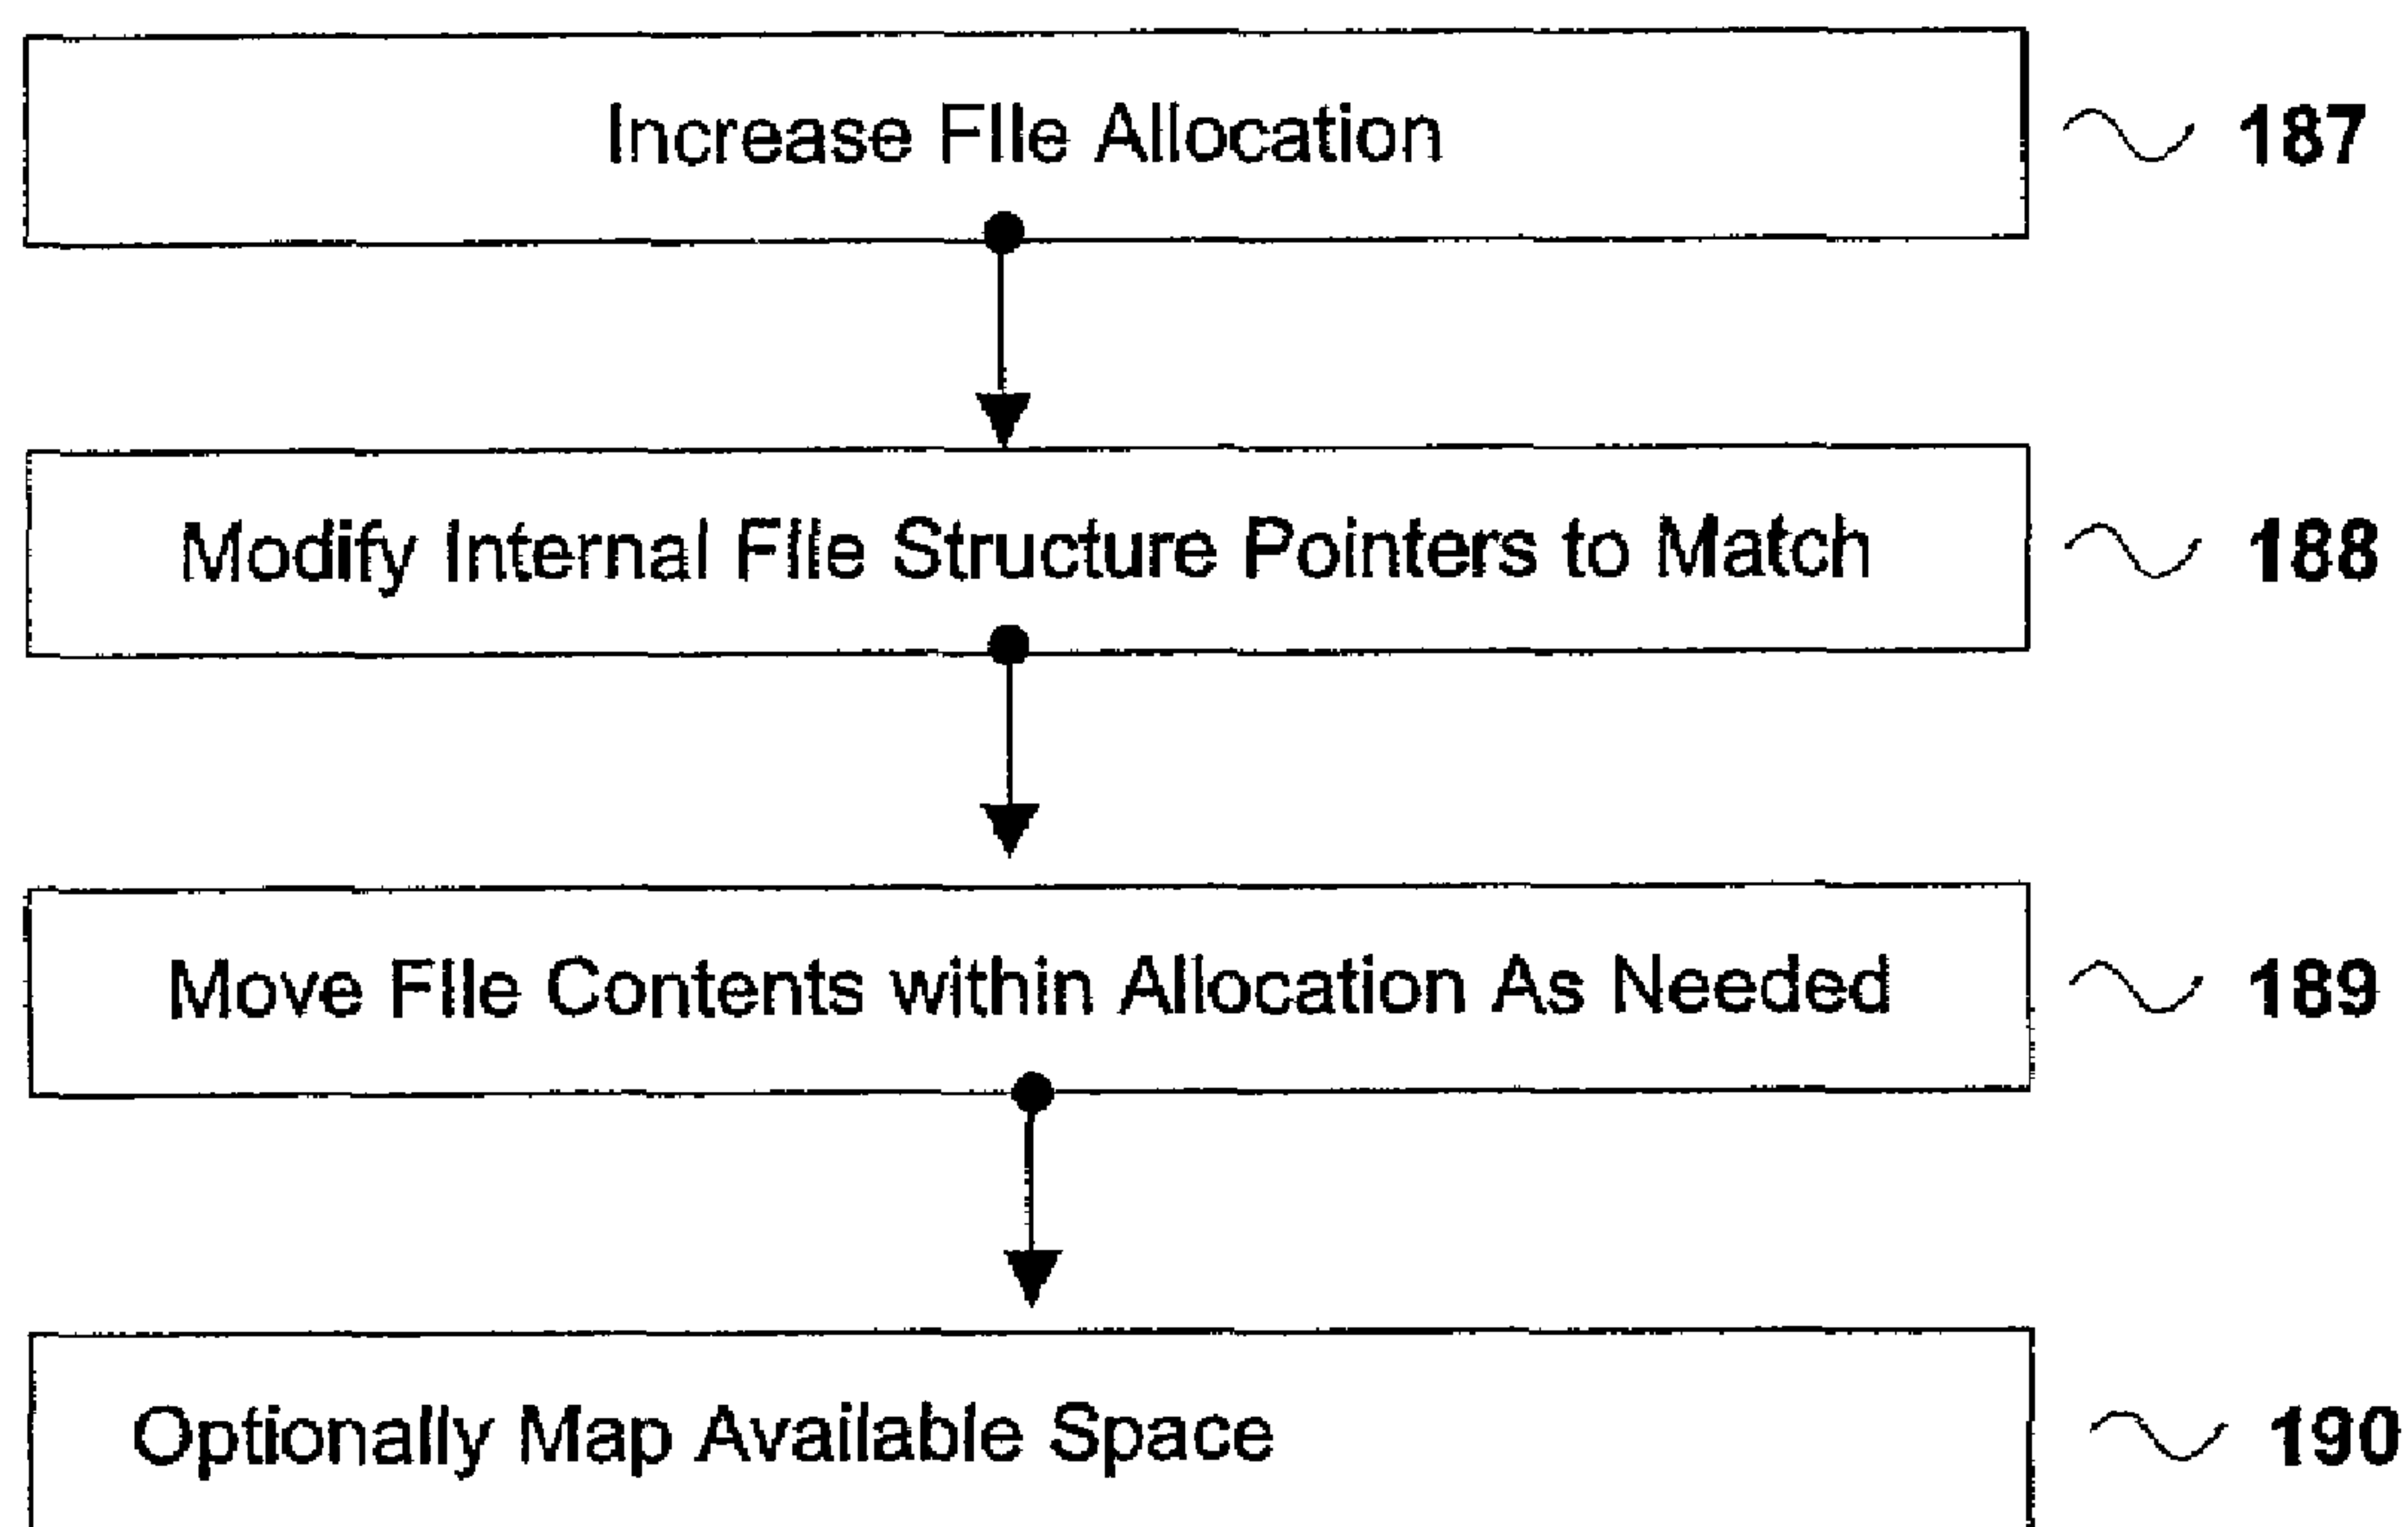 Increase File Allocation 187
Modify Internal File Structure Pointers to Match 188
Move File Contents within Allocation As Needed 189
Optionally Map Available Space 190